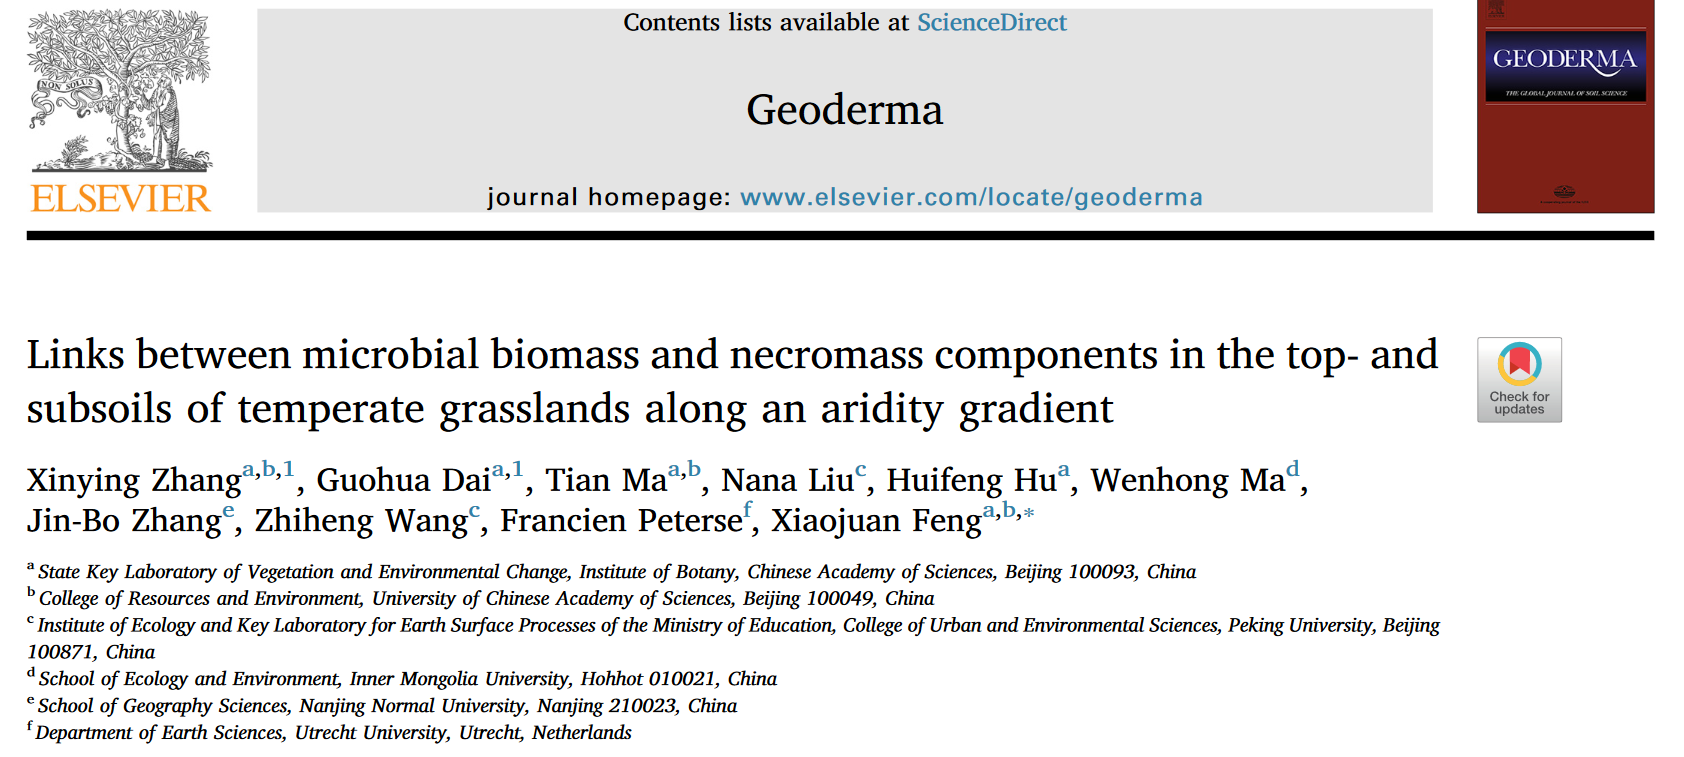 NON SOLUS
ELSEVIER
Contents lists available at ScienceDirect
Geoderma
journal homepage: www.elsevier.com/locate/geoderma
GEODERMA
THE GLOBAL JOURNAL OF SOIL SCIENCE
Links between microbial biomass and necromass components in the top- and
subsoils of temperate grasslands along an aridity gradient
Check for
updates
Xinying Zhang a,b,1, Guohua Dai a,1, Tian Ma a,b, Nana Liu c, Huifeng Hu a, Wenhong Ma d,
Jin-Bo Zhang e, Zhiheng Wang c, Francien Peterse f, Xiaojuan Feng a,b,*
a State Key Laboratory of Vegetation and Environmental Change, Institute of Botany, Chinese Academy of Sciences, Beijing 100093, China
b College of Resources and Environment, University of Chinese Academy of Sciences, Beijing 100049, China
c Institute of Ecology and Key Laboratory for Earth Surface Processes of the Ministry of Education, College of Urban and Environmental Sciences, Peking University, Beijing
100871, China
d School of Ecology and Environment, Inner Mongolia University, Hohhot 010021, China
e School of Geography Sciences, Nanjing Normal University, Nanjing 210023, China
f Department of Earth Sciences, Utrecht University, Utrecht, Netherlands